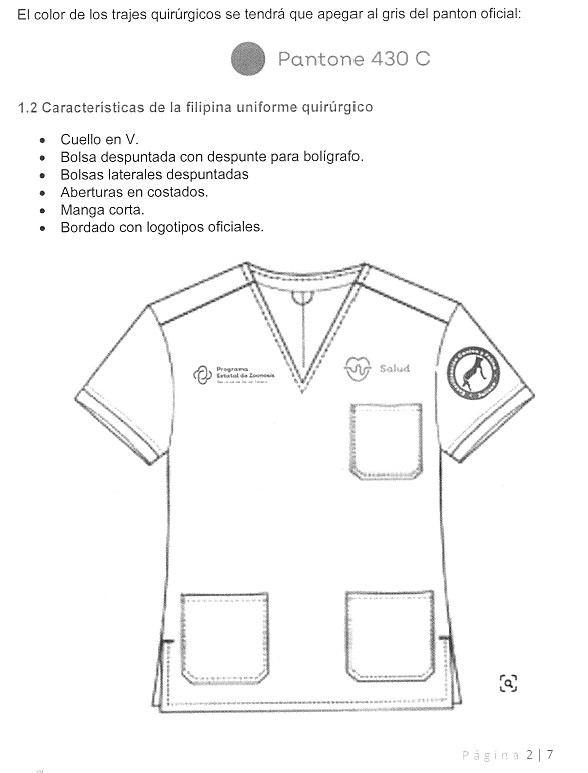 El color de los trajes quirúrgicos se tendrá que apegar al gris del panton oficial:
Pantone 430 C
1.2 Características de la filipina uniforme quirúrgico
• Cuello en V.
• Bolsa despuntada con despunte para bolígrafo.
• Bolsas laterales despuntadas
• Aberturas en costados.
• Manga corta.
• Bordado con logotipos oficiales.
Programa
Estatal de Zoonosis
Salud
Página 2 | 7